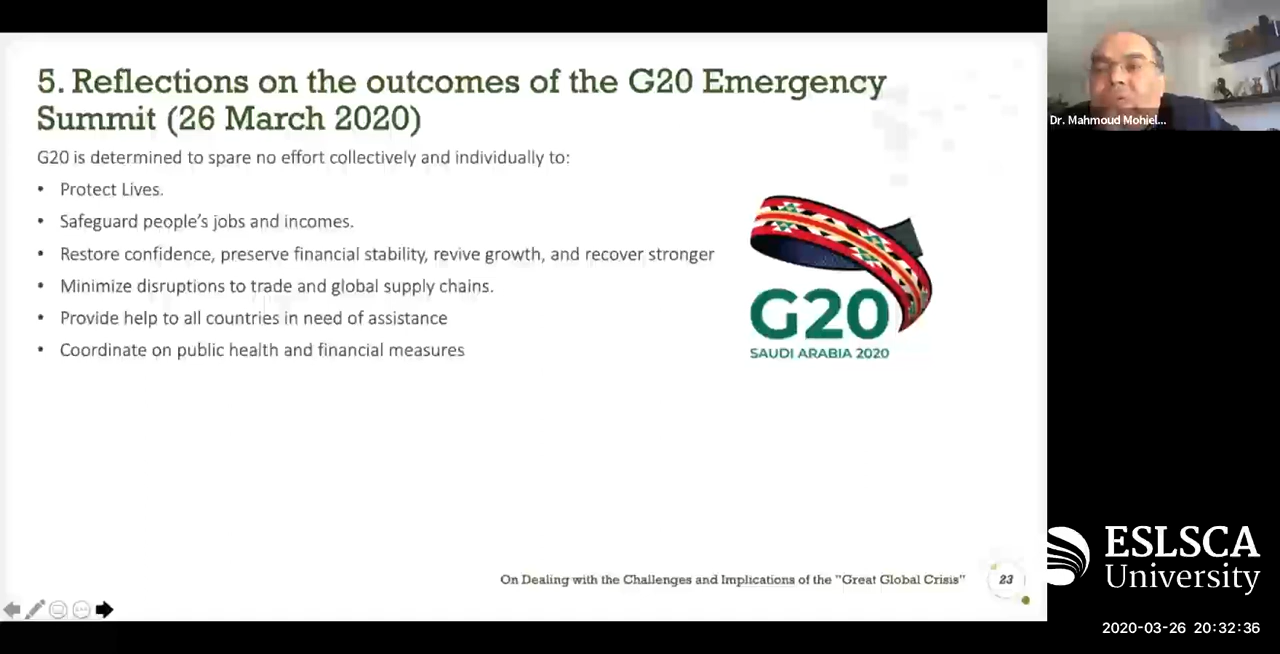 5. Reflections on the outcomes of the G20 Emergency
Summit (26 March 2020)
G20 is determined to spare no effort collectively and individually to:
• Protect Lives.
• Safeguard people’s jobs and incomes.
• Restore confidence, preserve financial stability, revive growth, and recover stronger
• Minimize disruptions to trade and global supply chains.
• Provide help to all countries in need of assistance
• Coordinate on public health and financial measures
G20
SAUDI ARABIA 2020
On Dealing with the Challenges and Implications of the "Great Global Crisis"
23
Dr. Mahmoud Mohiel...
ESLSCA
University
2020-03-26 20:32:36